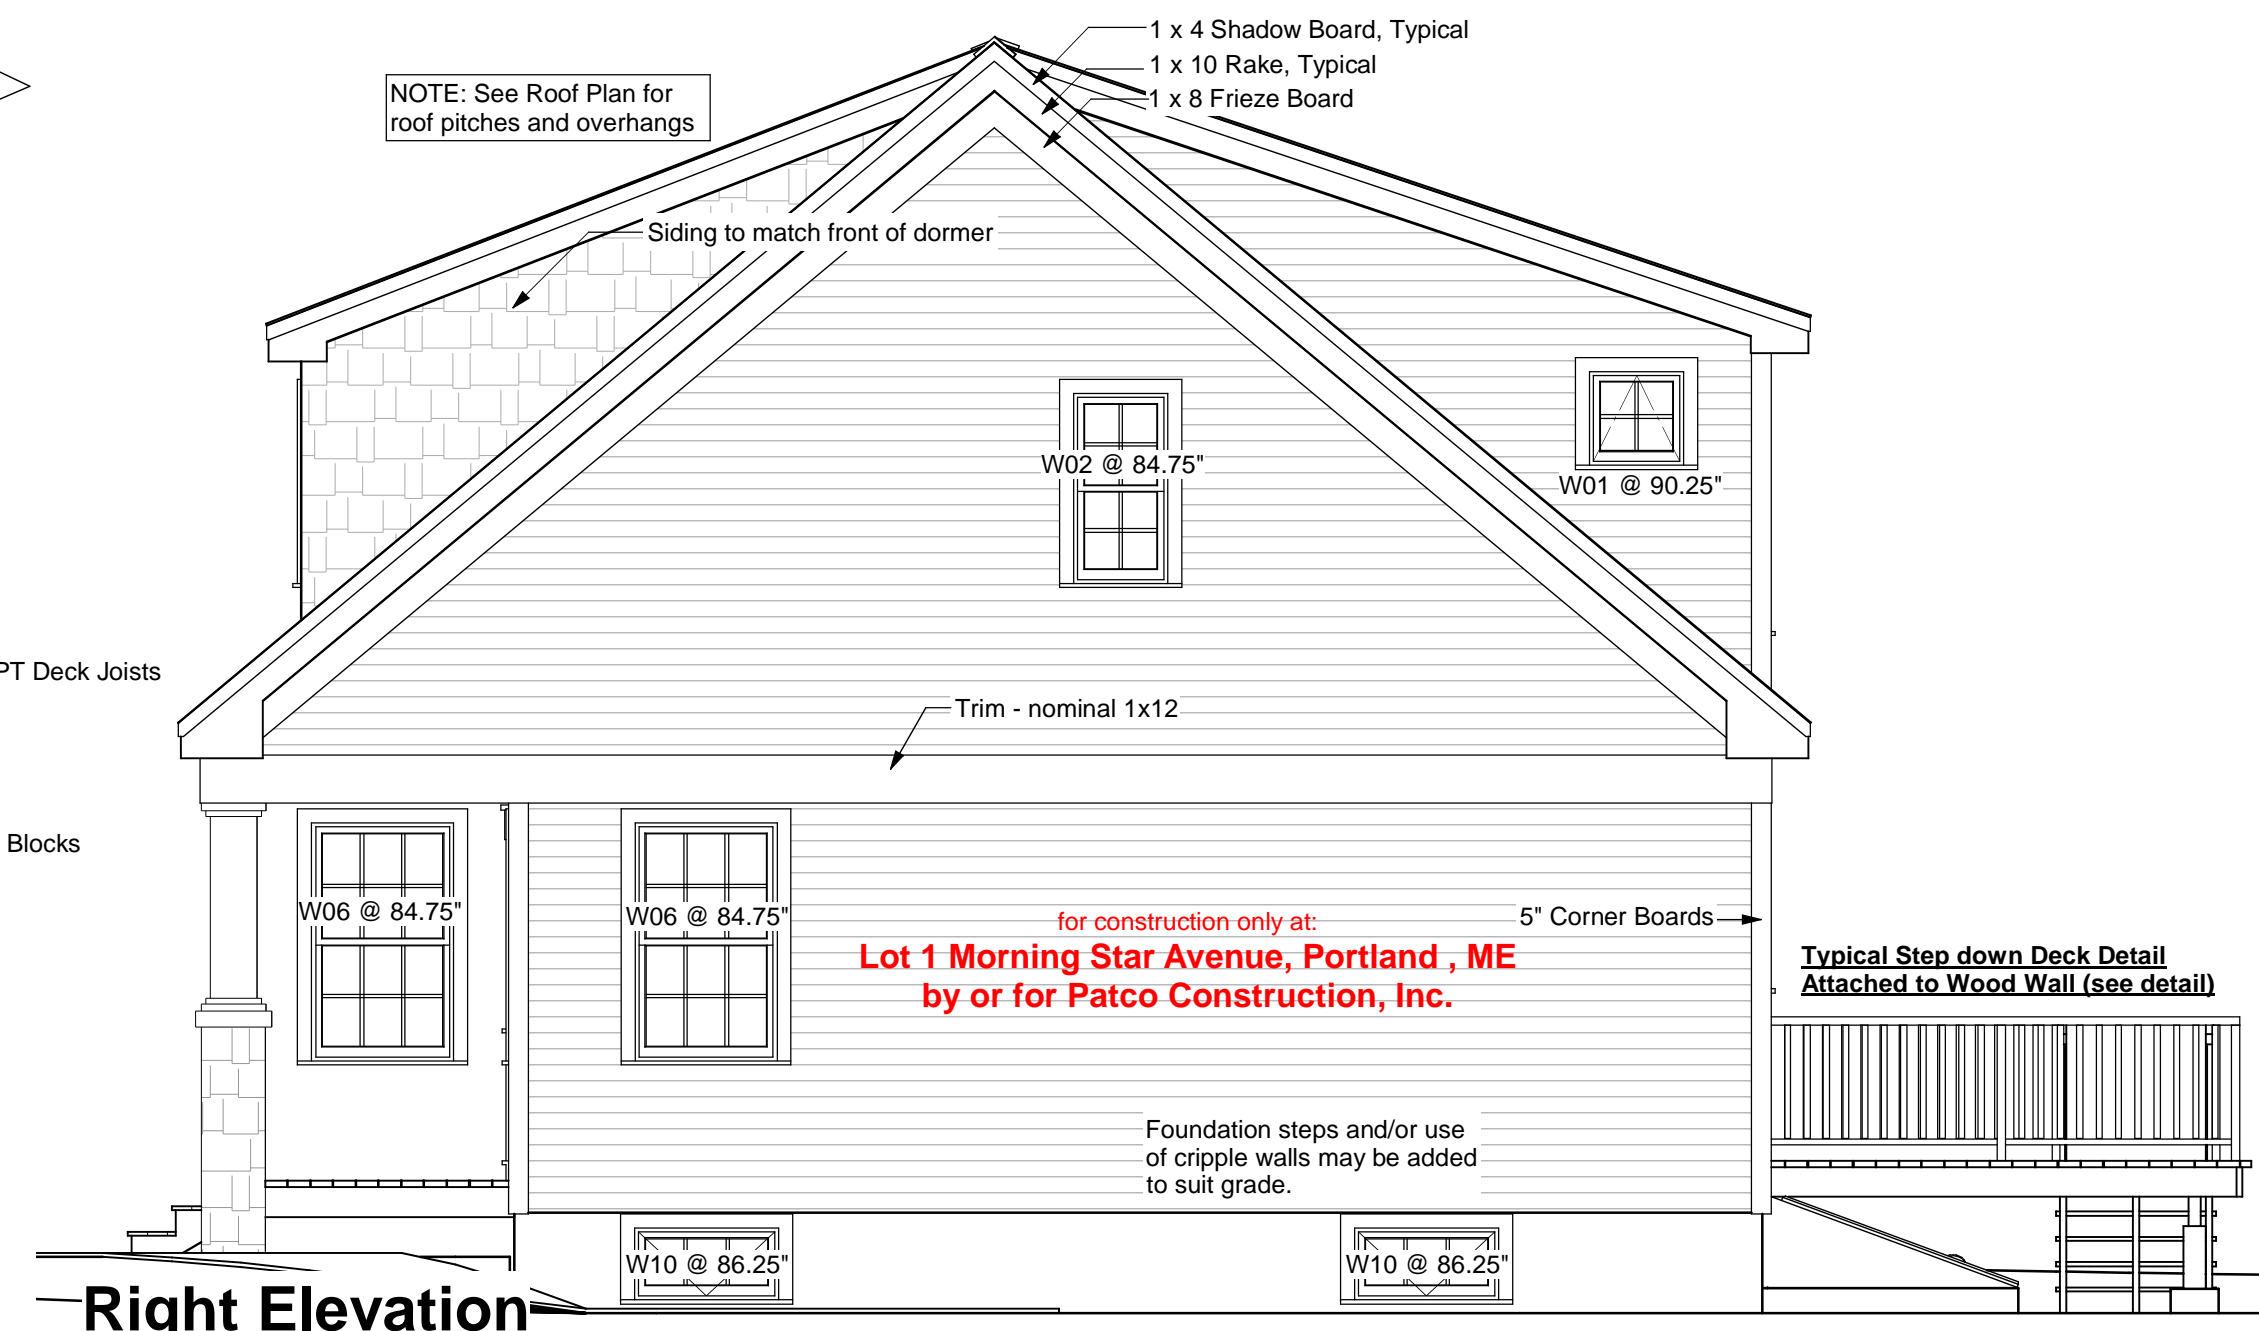 1 x 4 Shadow Board, Typical
1 x 10 Rake, Typical
1 x 8 Frieze Board
NOTE: See Roof Plan for
roof pitches and overhangs
Siding to match front of dormer
W02 @ 84.75"
W01 @ 90.25"
PT Deck Joists
Trim - nominal 1x12
Blocks
W06 @ 84.75"
W06 @ 84.75"
for construction only at:
Lot 1 Morning Star Avenue, Portland , ME
by or for Patco Construction, Inc.
5" Corner Boards
Typical Step down Deck Detail
Attached to Wood Wall (see detail)
Foundation steps and/or use
of cripple walls may be added
to suit grade.
W10 @ 86.25"
W10 @ 86.25"
Right Elevation